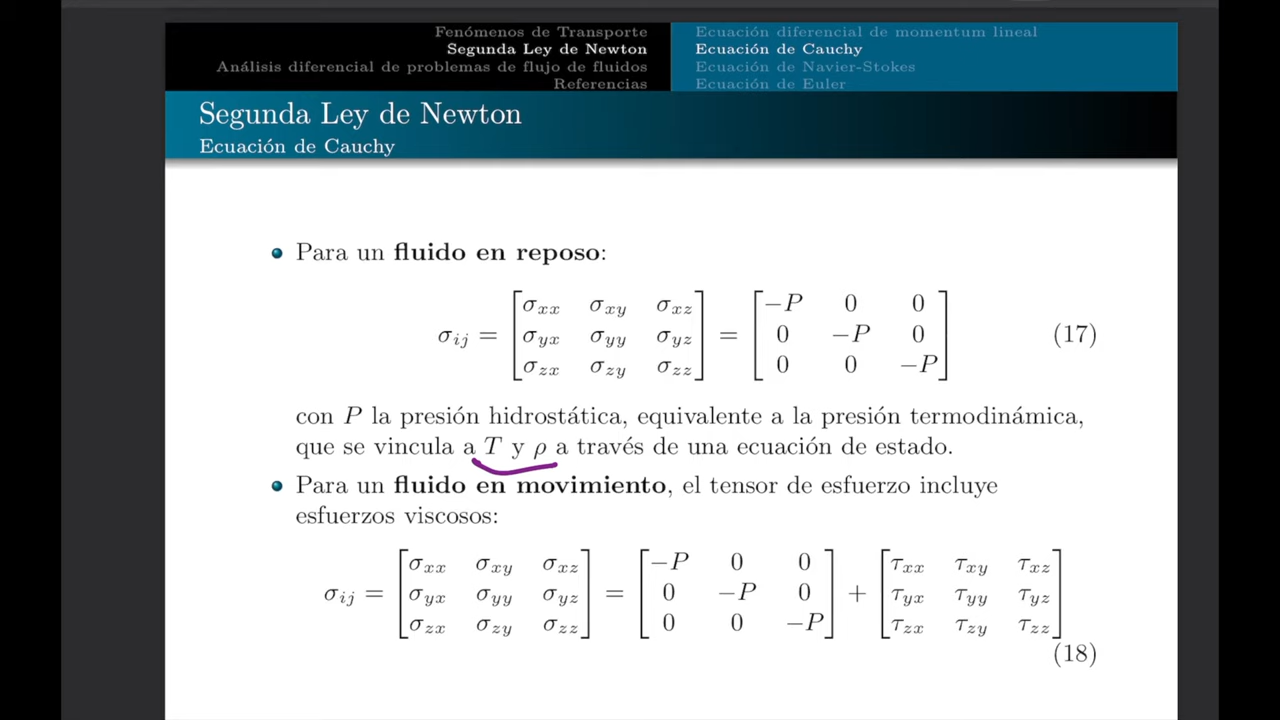 Fenómenos de Transporte
Segunda Ley de Newton
Análisis diferencial de problemas de flujo de fluidos
Referencias
Ecuación diferencial de momentum lineal
Ecuación de Cauchy
Ecuación de Navier-Stokes
Ecuación de Euler
Segunda Ley de Newton
Ecuación de Cauchy
Para un fluido en reposo:
σxx σxy σxz −P 0 0
σij = σyx σyy σyz = 0 −P 0 (17)
σzx σzy σzz 0 0 −P
con P la presión hidrostática, equivalente a la presión termodinámica,
que se vincula a T y ρ a través de una ecuación de estado.
Para un fluido en movimiento, el tensor de esfuerzo incluye
esfuerzos viscosos:
σxx σxy σxz −P 0 0 τxx τxy τxz
σij = σyx σyy σyz = 0 −P 0 + τyx τyy τyz
σzx σzy σzz 0 0 −P τzx τzy τzz
(18)